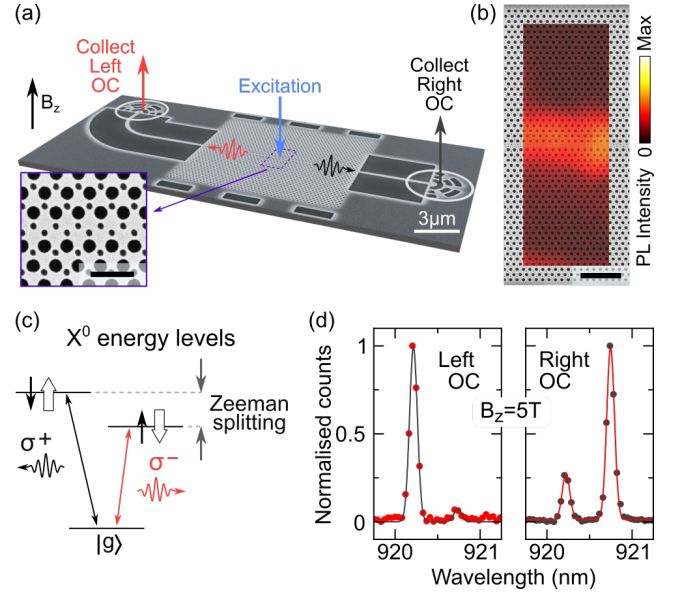 (a)
Collect
Left
OC
B_z
Excitation
Collect
Right
OC
3μm
(b)
Max
PL Intensity
0
(c)
X⁰ energy levels
Zeeman
splitting
σ+
σ−
|g⟩
(d)
Normalised counts
1
0.5
0
Left
OC
Right
OC
B_z=5T
920
921
920
921
Wavelength (nm)